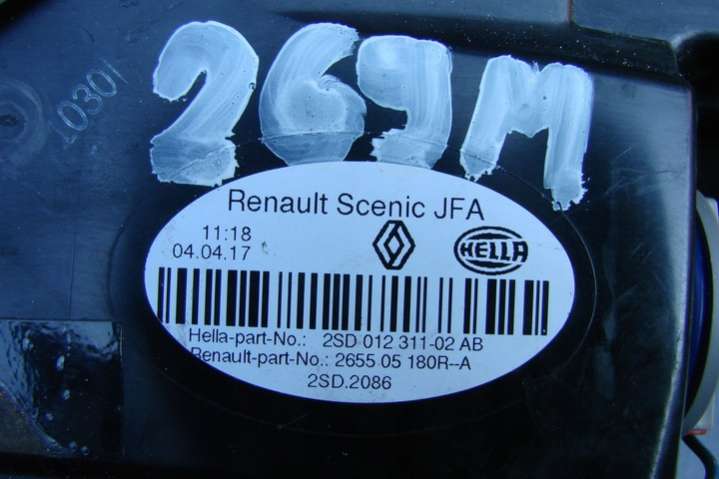 269M
10301
Renault Scenic JFA
11:18
04.04.17
HELLA
Hella-part-No.: 2SD 012 311-02 AB
Renault-part-No.: 2655 05 180R--A
2SD.2086